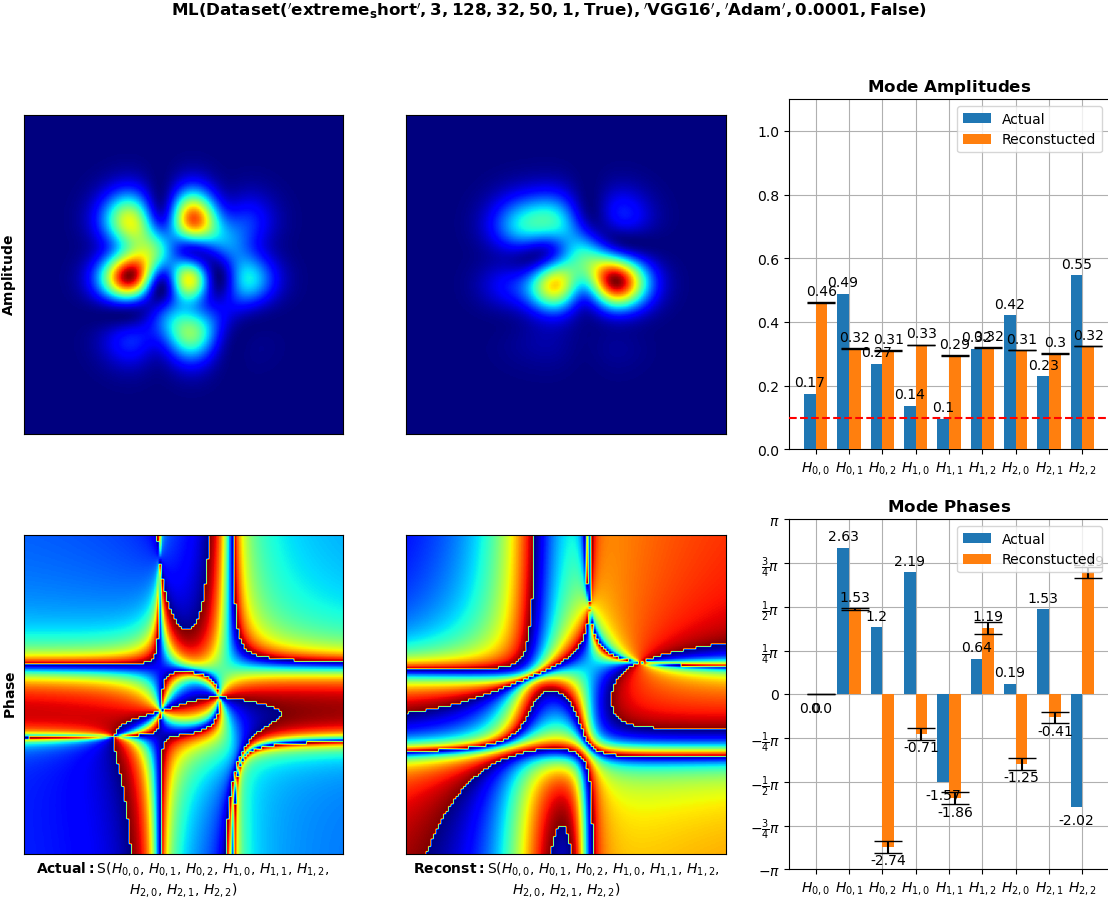 ML(Dataset('extreme_short', 3, 128, 32, 50, 1, True), 'VGG16', 'Adam', 0.0001, False)
Amplitude
Mode Amplitudes
Actual
Reconstucted
1.0
0.8
0.6
0.4
0.2
0.0
0.17
0.46
0.49
0.32
0.27
0.31
0.14
0.33
0.1
0.29
0.32
0.32
0.42
0.31
0.23
0.3
0.55
0.32
H0,0 H0,1 H0,2 H1,0 H1,1 H1,2 H2,0 H2,1 H2,2
Phase
Mode Phases
Actual
Reconstucted
π
3/4π
1/2π
1/4π
0
−1/4π
−1/2π
−3/4π
−π
0.0
0.0
2.63
1.53
1.2
-2.74
2.19
-0.71
-1.57
-1.86
0.64
1.19
0.19
-1.25
1.53
-0.41
-2.02
H0,0 H0,1 H0,2 H1,0 H1,1 H1,2 H2,0 H2,1 H2,2
Actual: S(H0,0, H0,1, H0,2, H1,0, H1,1, H1,2,
H2,0, H2,1, H2,2)
Reconst: S(H0,0, H0,1, H0,2, H1,0, H1,1, H1,2,
H2,0, H2,1, H2,2)